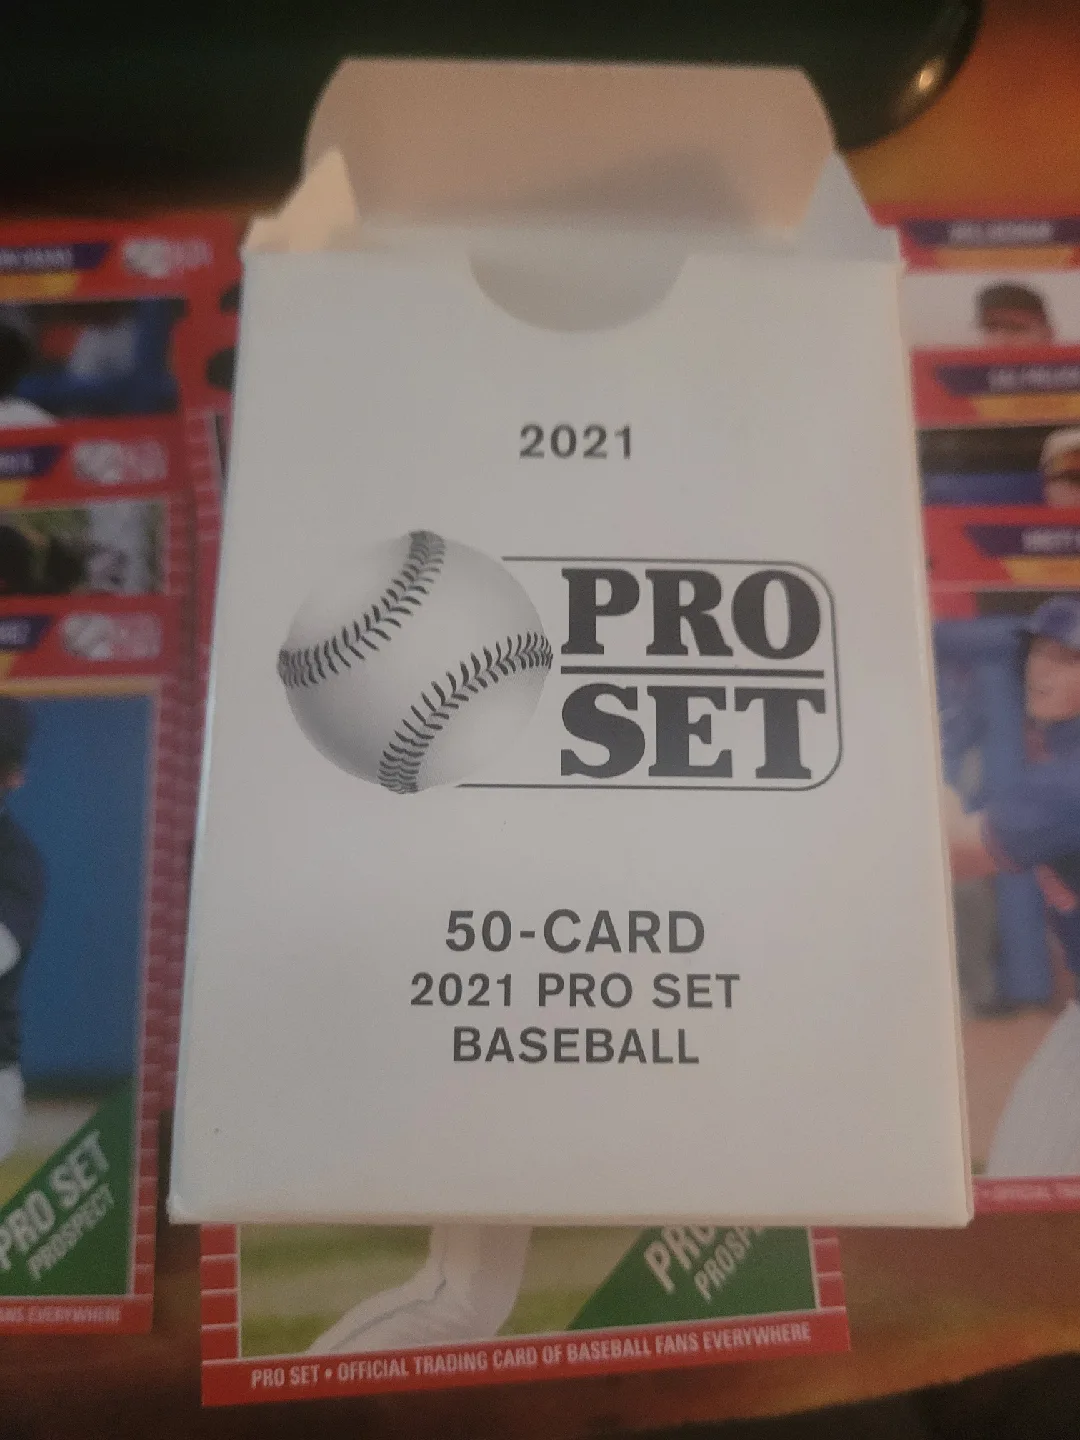 2021
PRO
SET
50-CARD
2021 PRO SET
BASEBALL
PRO SET
PROSPECT
PRO SET • OFFICIAL TRADING CARD OF BASEBALL FANS EVERYWHERE